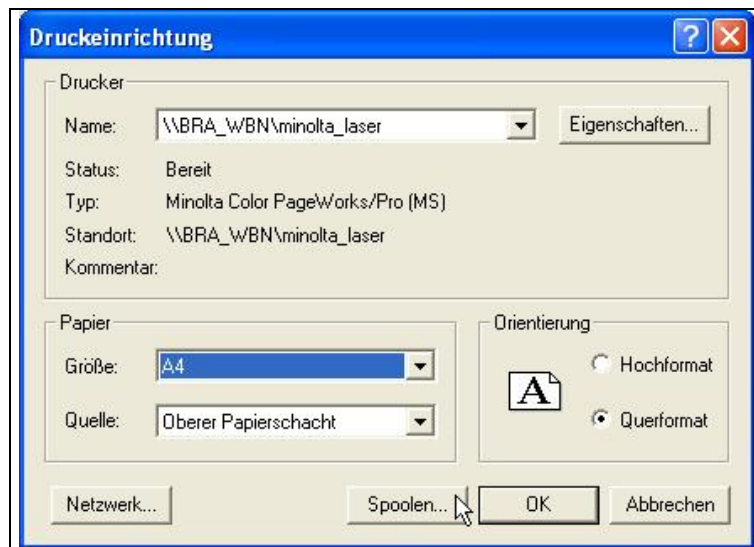 Druckeinrichtung
Drucker
Name: \\BRA_WBN\minolta_laser Eigenschaften...
Status: Bereit
Typ: Minolta Color PageWorks/Pro (MS)
Standort: \\BRA_WBN\minolta_laser
Kommentar:
Papier
Größe: A4
Quelle: Oberer Papierschacht
Orientierung
A
Hochformat
Querformat
Netzwerk... Spoolen... OK Abbrechen